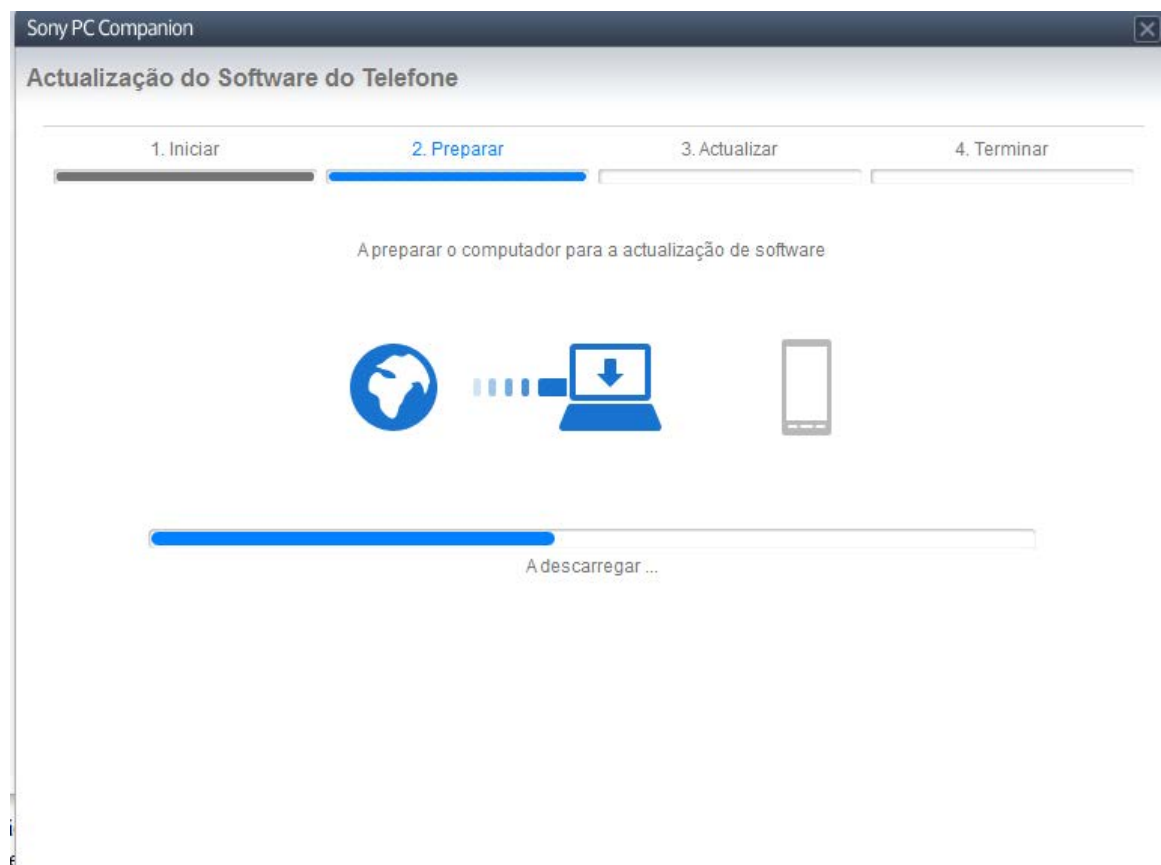 Sony PC Companion
Actualização do Software do Telefone
1. Iniciar
2. Preparar
3. Actualizar
4. Terminar
A preparar o computador para a actualização de software
A descarregar ...